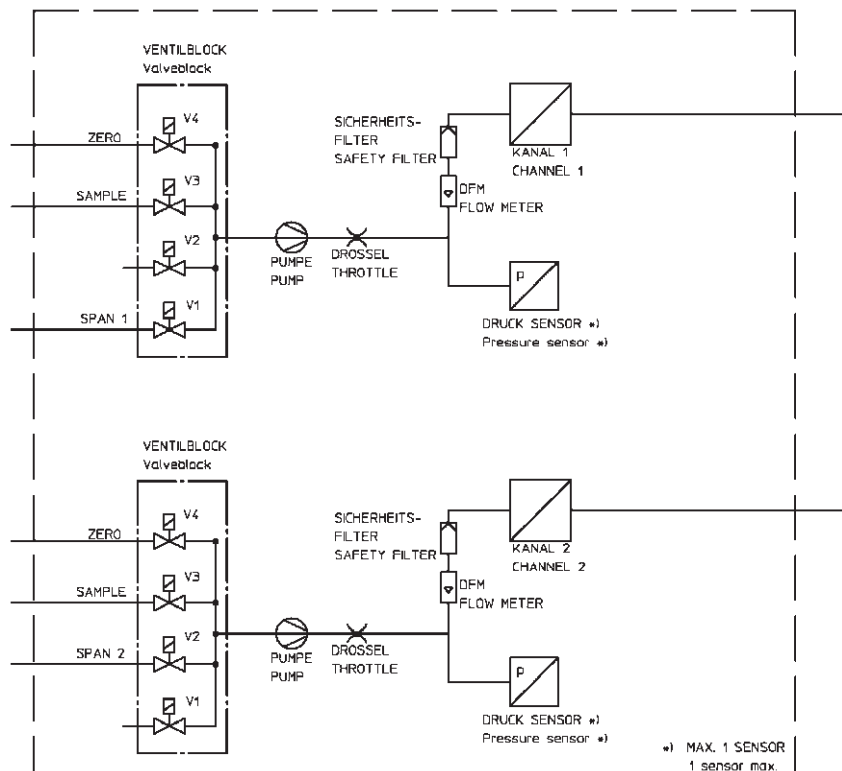 VENTILBLOCK
Valveblock
V4
ZERO
V3
SAMPLE
V2
V1
SPAN 1
PUMPE
PUMP
DROSSEL
THROTTLE
SICHERHEITS-
FILTER
SAFETY FILTER
DFM
FLOW METER
KANAL 1
CHANNEL 1
P
DRUCK SENSOR *)
Pressure sensor *)
VENTILBLOCK
Valveblock
V4
ZERO
V3
SAMPLE
V2
SPAN 2
V1
PUMPE
PUMP
DROSSEL
THROTTLE
SICHERHEITS-
FILTER
SAFETY FILTER
DFM
FLOW METER
KANAL 2
CHANNEL 2
P
DRUCK SENSOR *)
Pressure sensor *)
*) MAX. 1 SENSOR
1 sensor max.